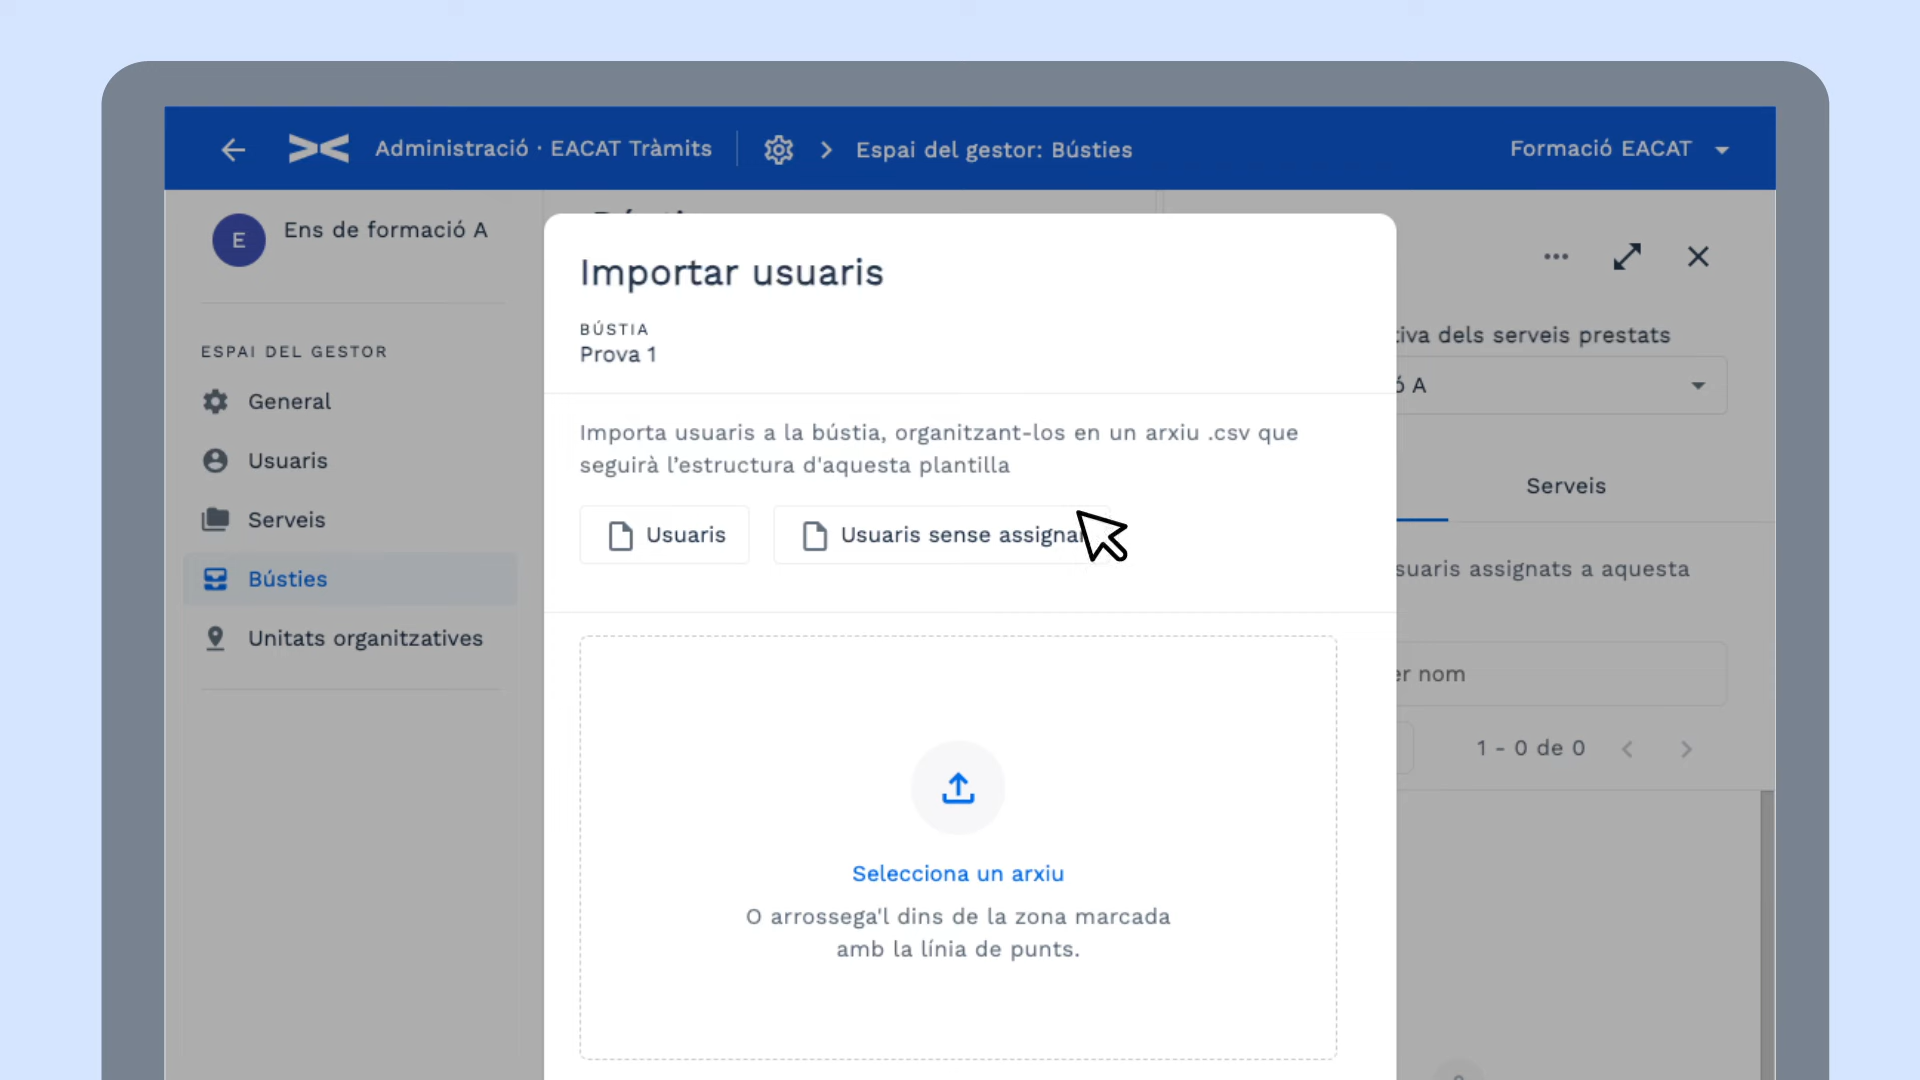 Administració · EACAT Tràmits
Espai del gestor: Bústies
Formació EACAT
E
Ens de formació A
ESPAI DEL GESTOR
General
Usuaris
Serveis
Bústies
Unitats organitzatives
Importar usuaris
BÚSTIA
Prova 1
Importa usuaris a la bústia, organitzant-los en un arxiu .csv que
seguirà l’estructura d'aquesta plantilla
Usuaris
Usuaris sense
Selecciona un arxiu
O arrossega'l dins de la zona marcada
amb la línia de punts.
dels serveis prestats
A
Serveis
assignats a aquesta
nom
1 - 0 de 0